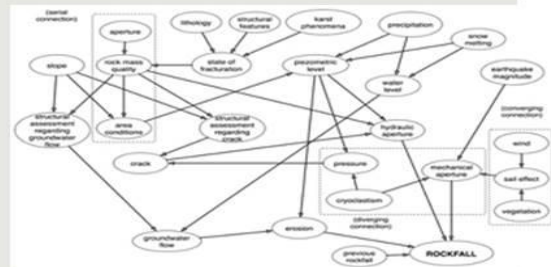 (serial
connection)
aperture
lithology
structural
features
karst
phenomena
precipitation
snow
melting
slope
rock mass
quality
state of
fracturation
piezometric
level
water
level
earthquake
magnitude
structural
assessment
regarding
groundwater
flow
area
conditions
structural
assessment
regarding
crack
hydraulic
aperture
(converging
connection)
wind
crack
pressure
mechanical
aperture
sail effect
cryoclastism
vegetation
(diverging
connection)
groundwater
flow
erosion
previous
rockfall
ROCKFALL